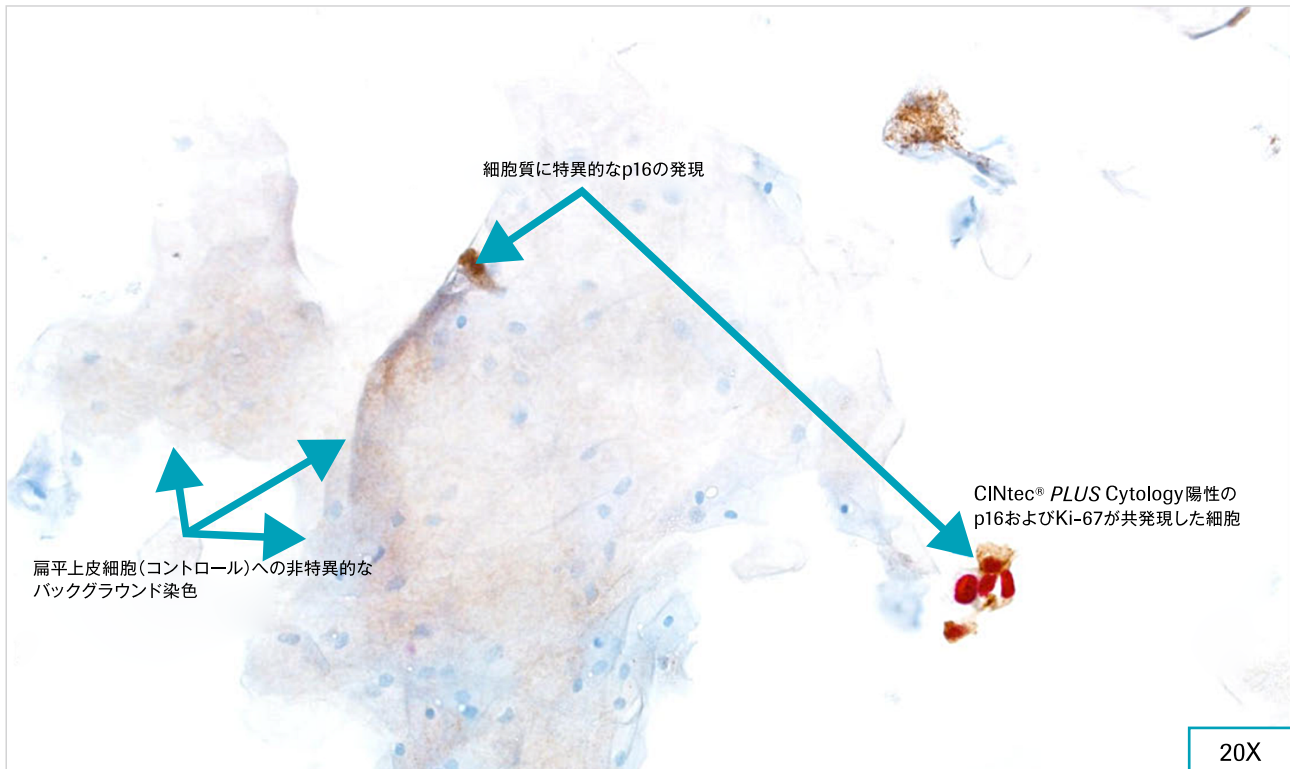 細胞質に特異的なp16の発現
CINtec® PLUS Cytology陽性の
p16およびKi-67が共発現した細胞
扁平上皮細胞(コントロール)への非特異的な
バックグラウンド染色
20X